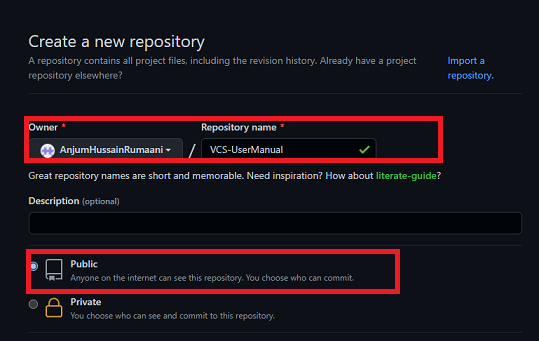 Create a new repository
A repository contains all project files, including the revision history. Already have a project
repository elsewhere?
Import a
repository.
Owner *
Repository name *
AnjumHussainRumaani
/
VCS-UserManual
Great repository names are short and memorable. Need inspiration? How about literate-guide?
Description (optional)
Public
Anyone on the internet can see this repository. You choose who can commit.
Private
You choose who can see and commit to this repository.